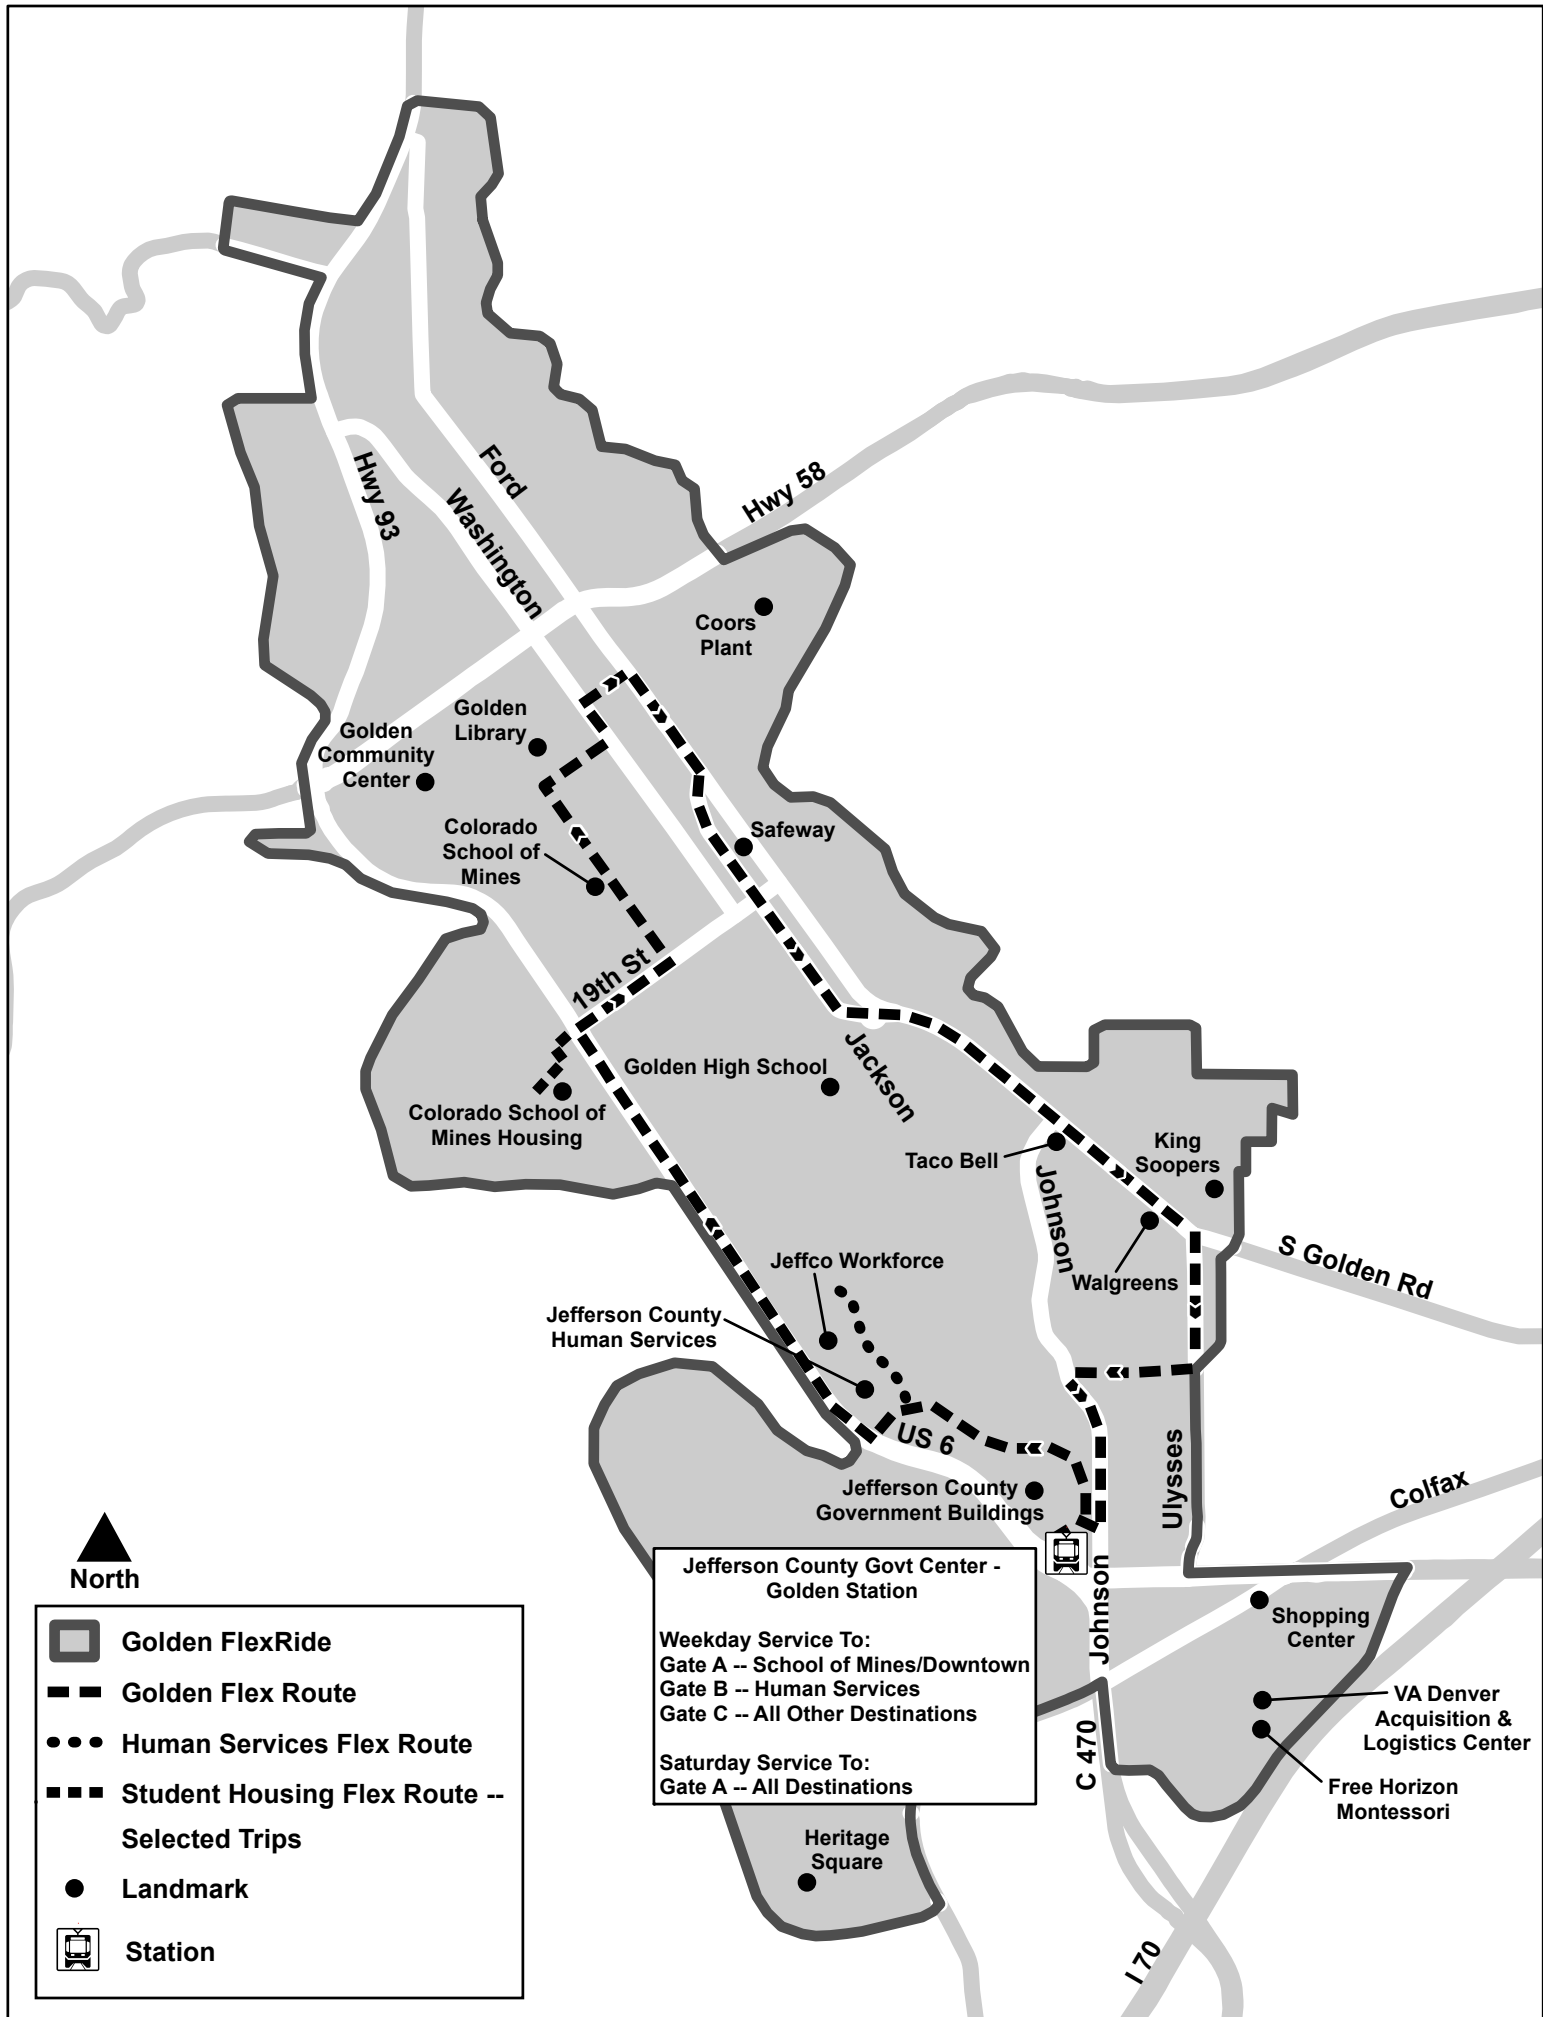 Hwy 93
Washington
Ford
Hwy 58
Coors
Plant
Golden
Library
Golden
Community
Center
Colorado
School of
Mines
Safeway
19th St
Golden High School
Jackson
Colorado School of
Mines Housing
Taco Bell
King
Soopers
Johnson
Walgreens
S Golden Rd
Jeffco Workforce
Jefferson County
Human Services
US 6
Ulysses
Colfax
Jefferson County
Government Buildings
Jefferson County Govt Center -
Golden Station
Weekday Service To:
Gate A -- School of Mines/Downtown
Gate B -- Human Services
Gate C -- All Other Destinations
Saturday Service To:
Gate A -- All Destinations
Johnson
Shopping
Center
VA Denver
Acquisition &
Logistics Center
Free Horizon
Montessori
C 470
I 70
Heritage
Square
North
Golden FlexRide
Golden Flex Route
Human Services Flex Route
Student Housing Flex Route --
Selected Trips
Landmark
Station